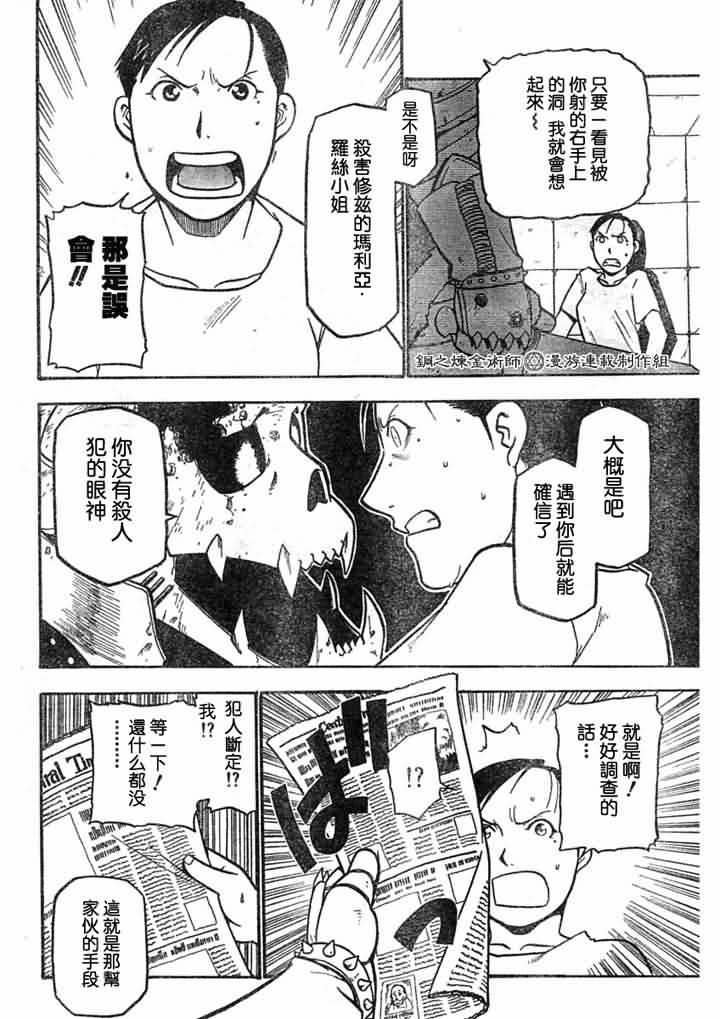 只要一看見被
你射的右手上
的洞 我就會想
起來~
是不是呀
殺害修茲的瑪利亞·
羅絲小姐
那是誤
會!!
鋼之煉金術師 漫游連載制作組
大概是吧
遇到你后就能
確信了
你没有殺人
犯的眼神
就是啊!
好好調查的
話…
!?
ばっ
犯人斷定!?
我!?
等一下!
還什么都没
………
這就是那幫
家伙的手段